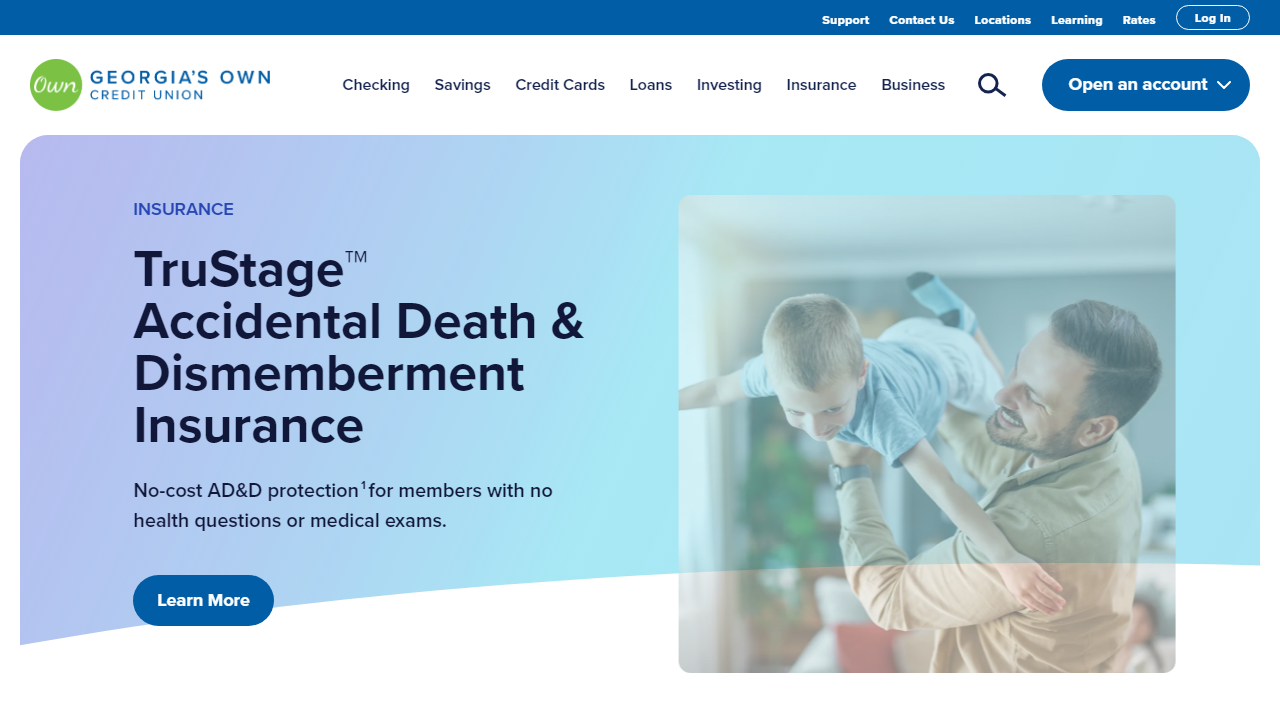 Support Contact Us Locations Learning Rates Log In
Own GEORGIA'S OWN
CREDIT UNION
Checking Savings Credit Cards Loans Investing Insurance Business Open an account
INSURANCE
TruStage™
Accidental Death &
Dismemberment
Insurance
No-cost AD&D protection¹ for members with no
health questions or medical exams.
Learn More